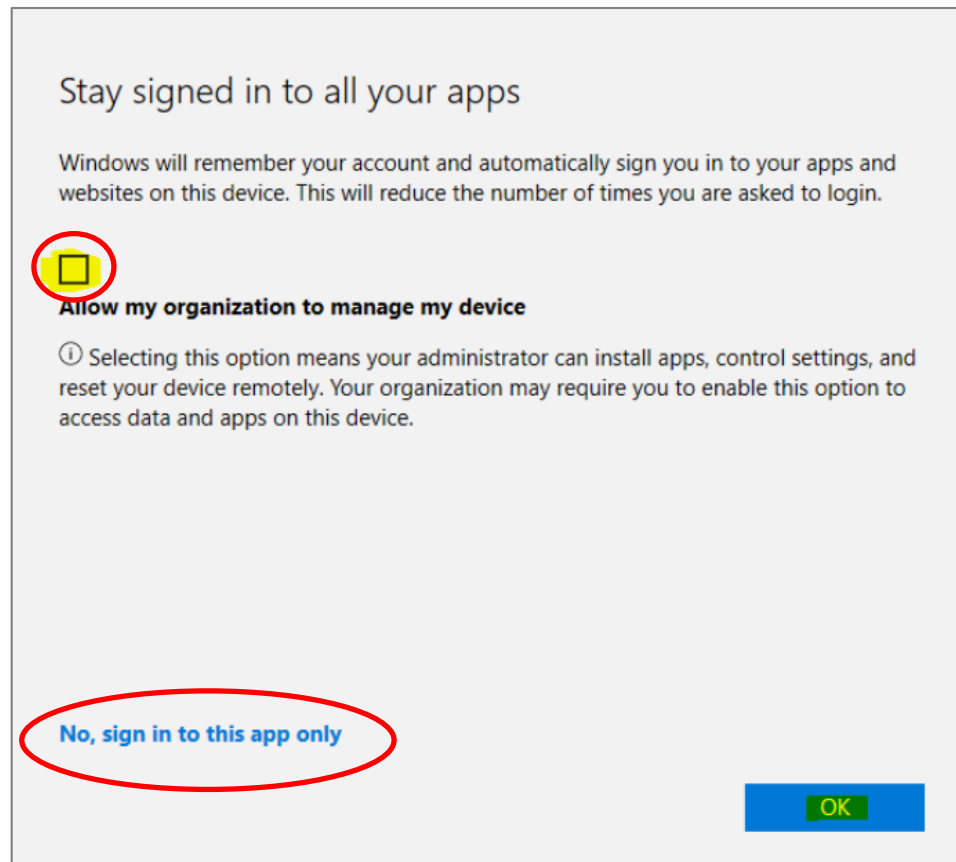 Stay signed in to all your apps
Windows will remember your account and automatically sign you in to your apps and
websites on this device. This will reduce the number of times you are asked to login.
Allow my organization to manage my device
Selecting this option means your administrator can install apps, control settings, and
reset your device remotely. Your organization may require you to enable this option to
access data and apps on this device.
No, sign in to this app only
OK